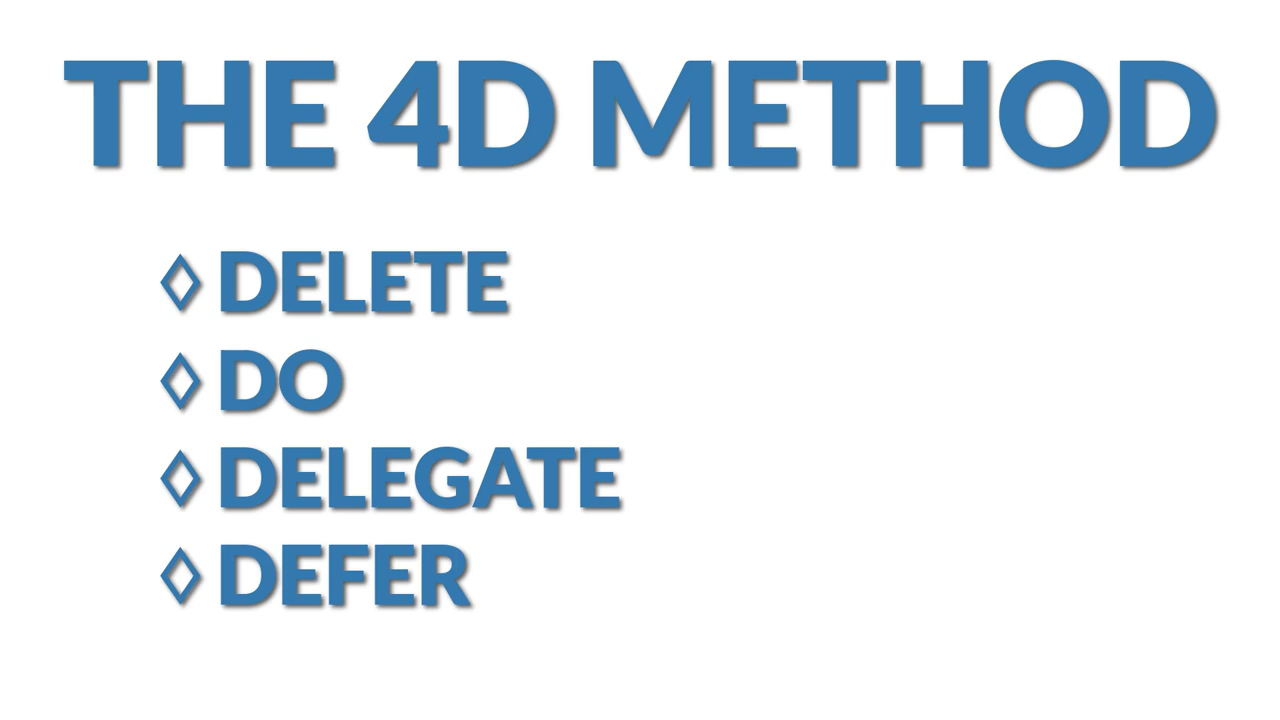 THE 4D METHOD
◊ DELETE
◊ DO
◊ DELEGATE
◊ DEFER